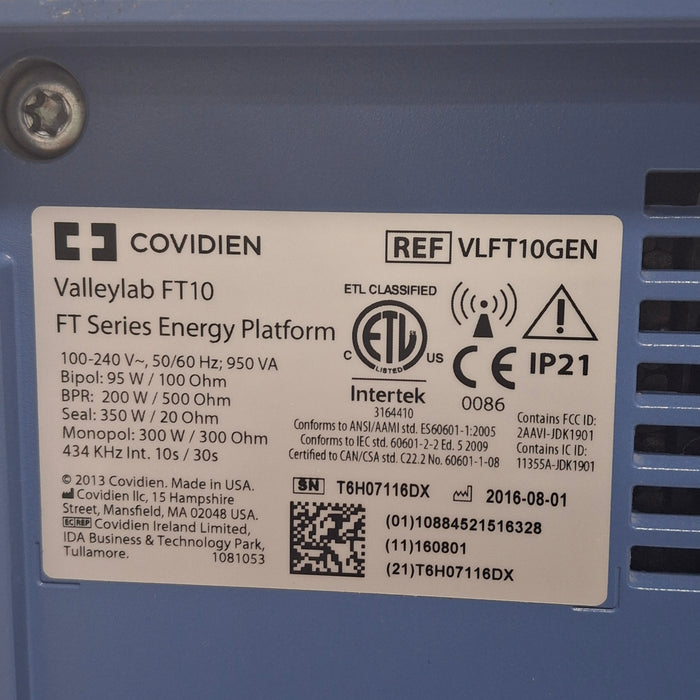 COVIDIEN
REF VLFT10GEN
Valleylab FT10
FT Series Energy Platform
100-240 V~, 50/60 Hz; 950 VA
Bipol: 95 W / 100 Ohm
BPR: 200 W / 500 Ohm
Seal: 350 W / 20 Ohm
Monopol: 300 W / 300 Ohm
434 KHz Int. 10s / 30s
ETL CLASSIFIED
ETL
C US
LISTED
Intertek
3164410
CE
0086
IP21
Conforms to ANSI/AAMI std. ES60601-1:2005
Conforms to IEC std. 60601-2-2 Ed. 5 2009
Certified to CAN/CSA std. C22.2 No. 60601-1-08
Contains FCC ID:
2AAVI-JDK1901
Contains IC ID:
11355A-JDK1901
© 2013 Covidien. Made in USA.
Covidien llc, 15 Hampshire
Street, Mansfield, MA 02048 USA.
EC REP Covidien Ireland Limited,
IDA Business & Technology Park,
Tullamore. 1081053
SN T6H07116DX 2016-08-01
(01)10884521516328
(11)160801
(21)T6H07116DX